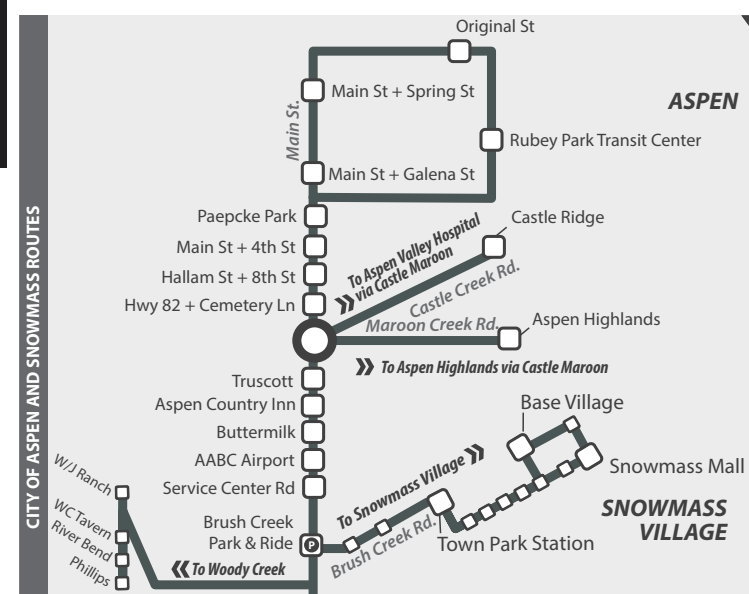 CITY OF ASPEN AND SNOWMASS ROUTES
Original St
Main St.
Main St + Spring St
ASPEN
Rubey Park Transit Center
Main St + Galena St
Paepcke Park
Main St + 4th St
Hallam St + 8th St
Hwy 82 + Cemetery Ln
To Aspen Valley Hospital
via Castle Maroon
Castle Ridge
Castle Creek Rd.
Maroon Creek Rd.
Aspen Highlands
To Aspen Highlands via Castle Maroon
Truscott
Aspen Country Inn
Buttermilk
AABC Airport
Service Center Rd
Brush Creek
Park & Ride
P
To Snowmass Village
Brush Creek Rd.
Base Village
Snowmass Mall
Town Park Station
SNOWMASS
VILLAGE
W/J Ranch
WC Tavern
River Bend
Phillips
To Woody Creek